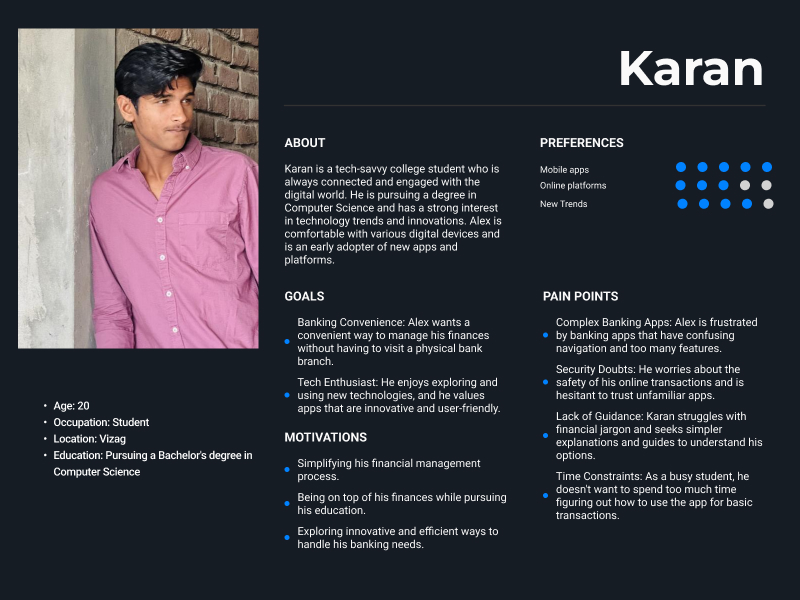 Karan
ABOUT
Karan is a tech-savvy college student who is
always connected and engaged with the
digital world. He is pursuing a degree in
Computer Science and has a strong interest
in technology trends and innovations. Alex is
comfortable with various digital devices and
is an early adopter of new apps and
platforms.
PREFERENCES
Mobile apps
Online platforms
New Trends
GOALS
Banking Convenience: Alex wants a
convenient way to manage his finances
without having to visit a physical bank
branch.
Tech Enthusiast: He enjoys exploring and
using new technologies, and he values
apps that are innovative and user-friendly.
MOTIVATIONS
Simplifying his financial management
process.
Being on top of his finances while pursuing
his education.
Exploring innovative and efficient ways to
handle his banking needs.
PAIN POINTS
Complex Banking Apps: Alex is frustrated
by banking apps that have confusing
navigation and too many features.
Security Doubts: He worries about the
safety of his online transactions and is
hesitant to trust unfamiliar apps.
Lack of Guidance: Karan struggles with
financial jargon and seeks simpler
explanations and guides to understand his
options.
Time Constraints: As a busy student, he
doesn't want to spend too much time
figuring out how to use the app for basic
transactions.
• Age: 20
• Occupation: Student
• Location: Vizag
• Education: Pursuing a Bachelor's degree in
Computer Science